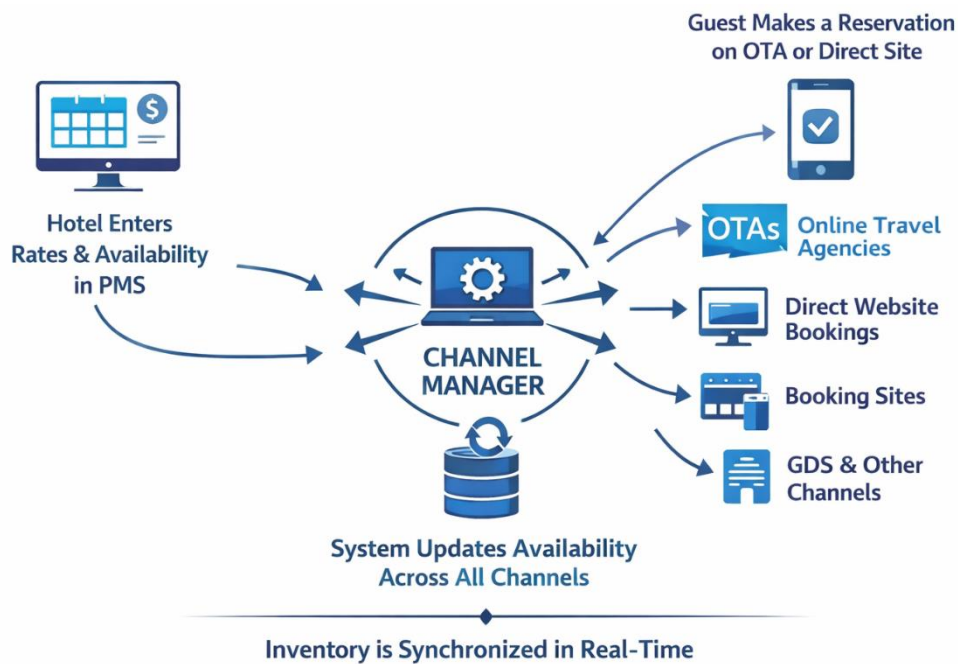 Guest Makes a Reservation
on OTA or Direct Site
$
Hotel Enters
Rates & Availability
in PMS
OTAs
Online Travel
Agencies
Direct Website
Bookings
CHANNEL
MANAGER
Booking Sites
GDS & Other
Channels
System Updates Availability
Across All Channels
Inventory is Synchronized in Real-Time